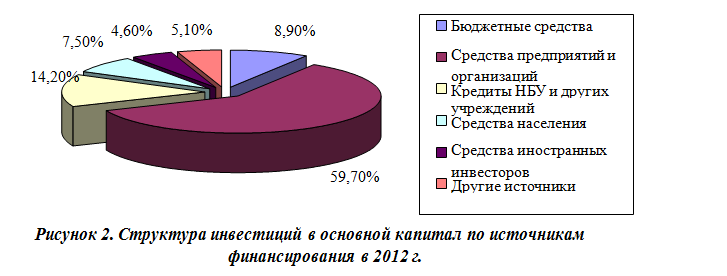 4,60%
5,10%
7,50%
8,90%
14,20%
59,70%
Бюджетные средства
Средства предприятий и
организаций
Кредиты НБУ и других
учреждений
Средства населения
Средства иностранных
инвесторов
Другие источники
Рисунок 2. Структура инвестиций в основной капитал по источникам
финансирования в 2012 г.